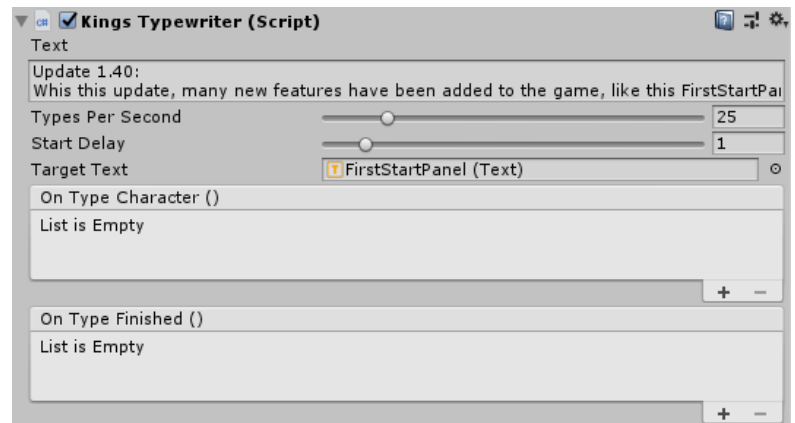 Kings Typewriter (Script)
Text
Update 1.40:
Whis this update, many new features have been added to the game, like this FirstStartPa
Types Per Second 25
Start Delay 1
Target Text FirstStartPanel (Text)
On Type Character ()
List is Empty
+ −
On Type Finished ()
List is Empty
+ −